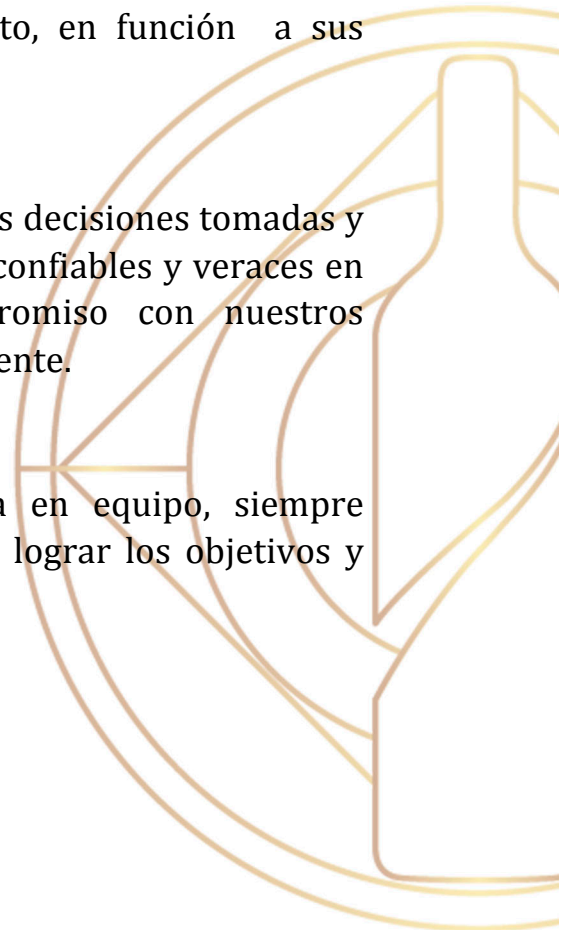 to, en función a sus
s decisiones tomadas y
confiables y veraces en
romiso con nuestros
ente.
a en equipo, siempre
lograr los objetivos y